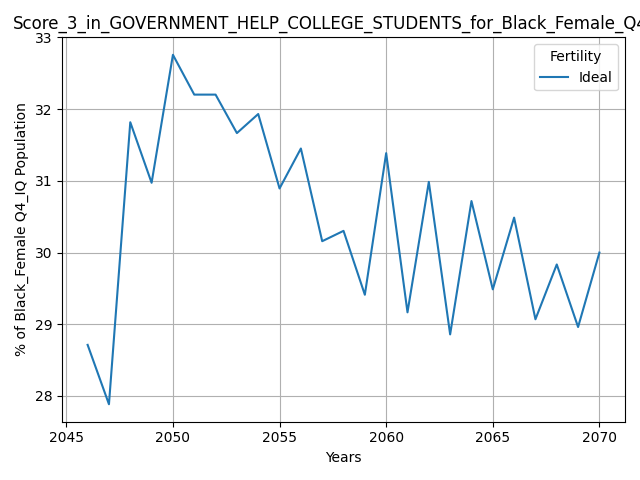 Score_3_in_GOVERNMENT_HELP_COLLEGE_STUDENTS_for_Black_Female_Q4
Fertility
Ideal
% of Black_Female Q4_IQ Population
33
32
31
30
29
28
2045
2050
2055
2060
2065
2070
Years